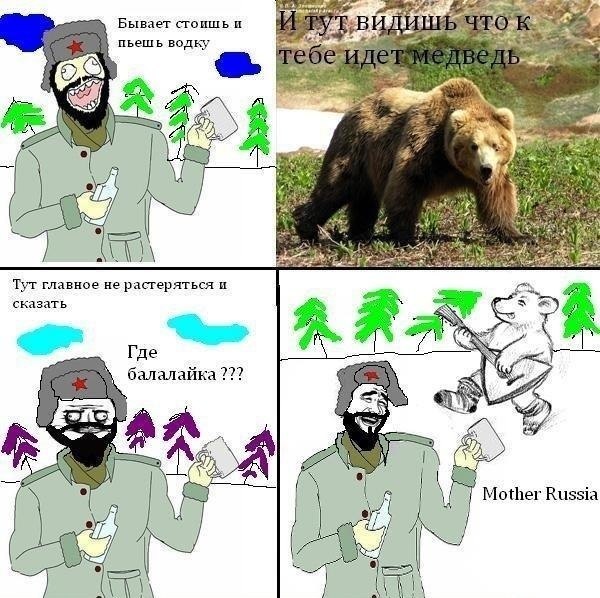 Бывает стоишь и
пьешь водку
И тут видишь что к
тебе идет медведь
Тут главное не растеряться и
сказать
Где
балалайка ???
Mother Russia